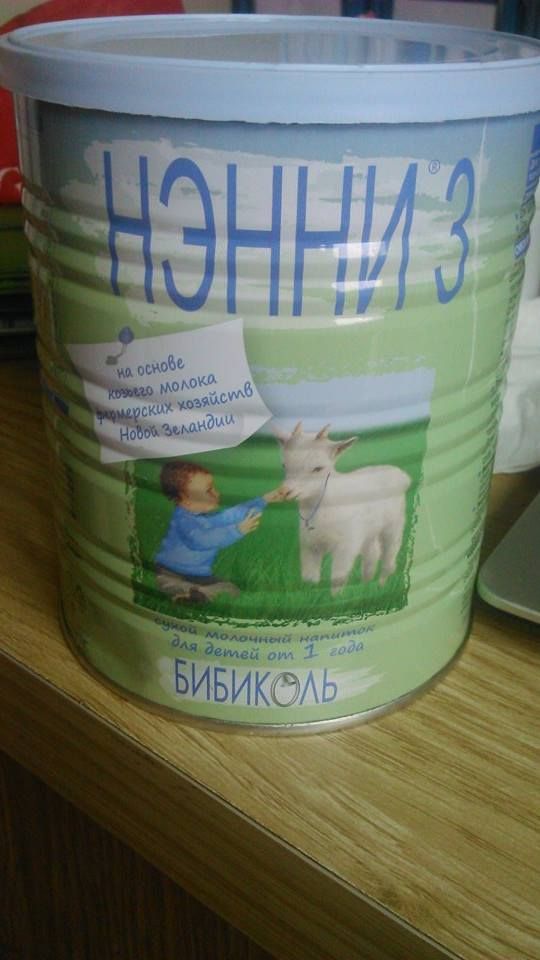 НЭННИ® 3
на основе
козьего молока
фермерских хозяйств
Новой Зеландии
сухой молочный напиток
для детей от 1 года
БИБИКОЛЬ